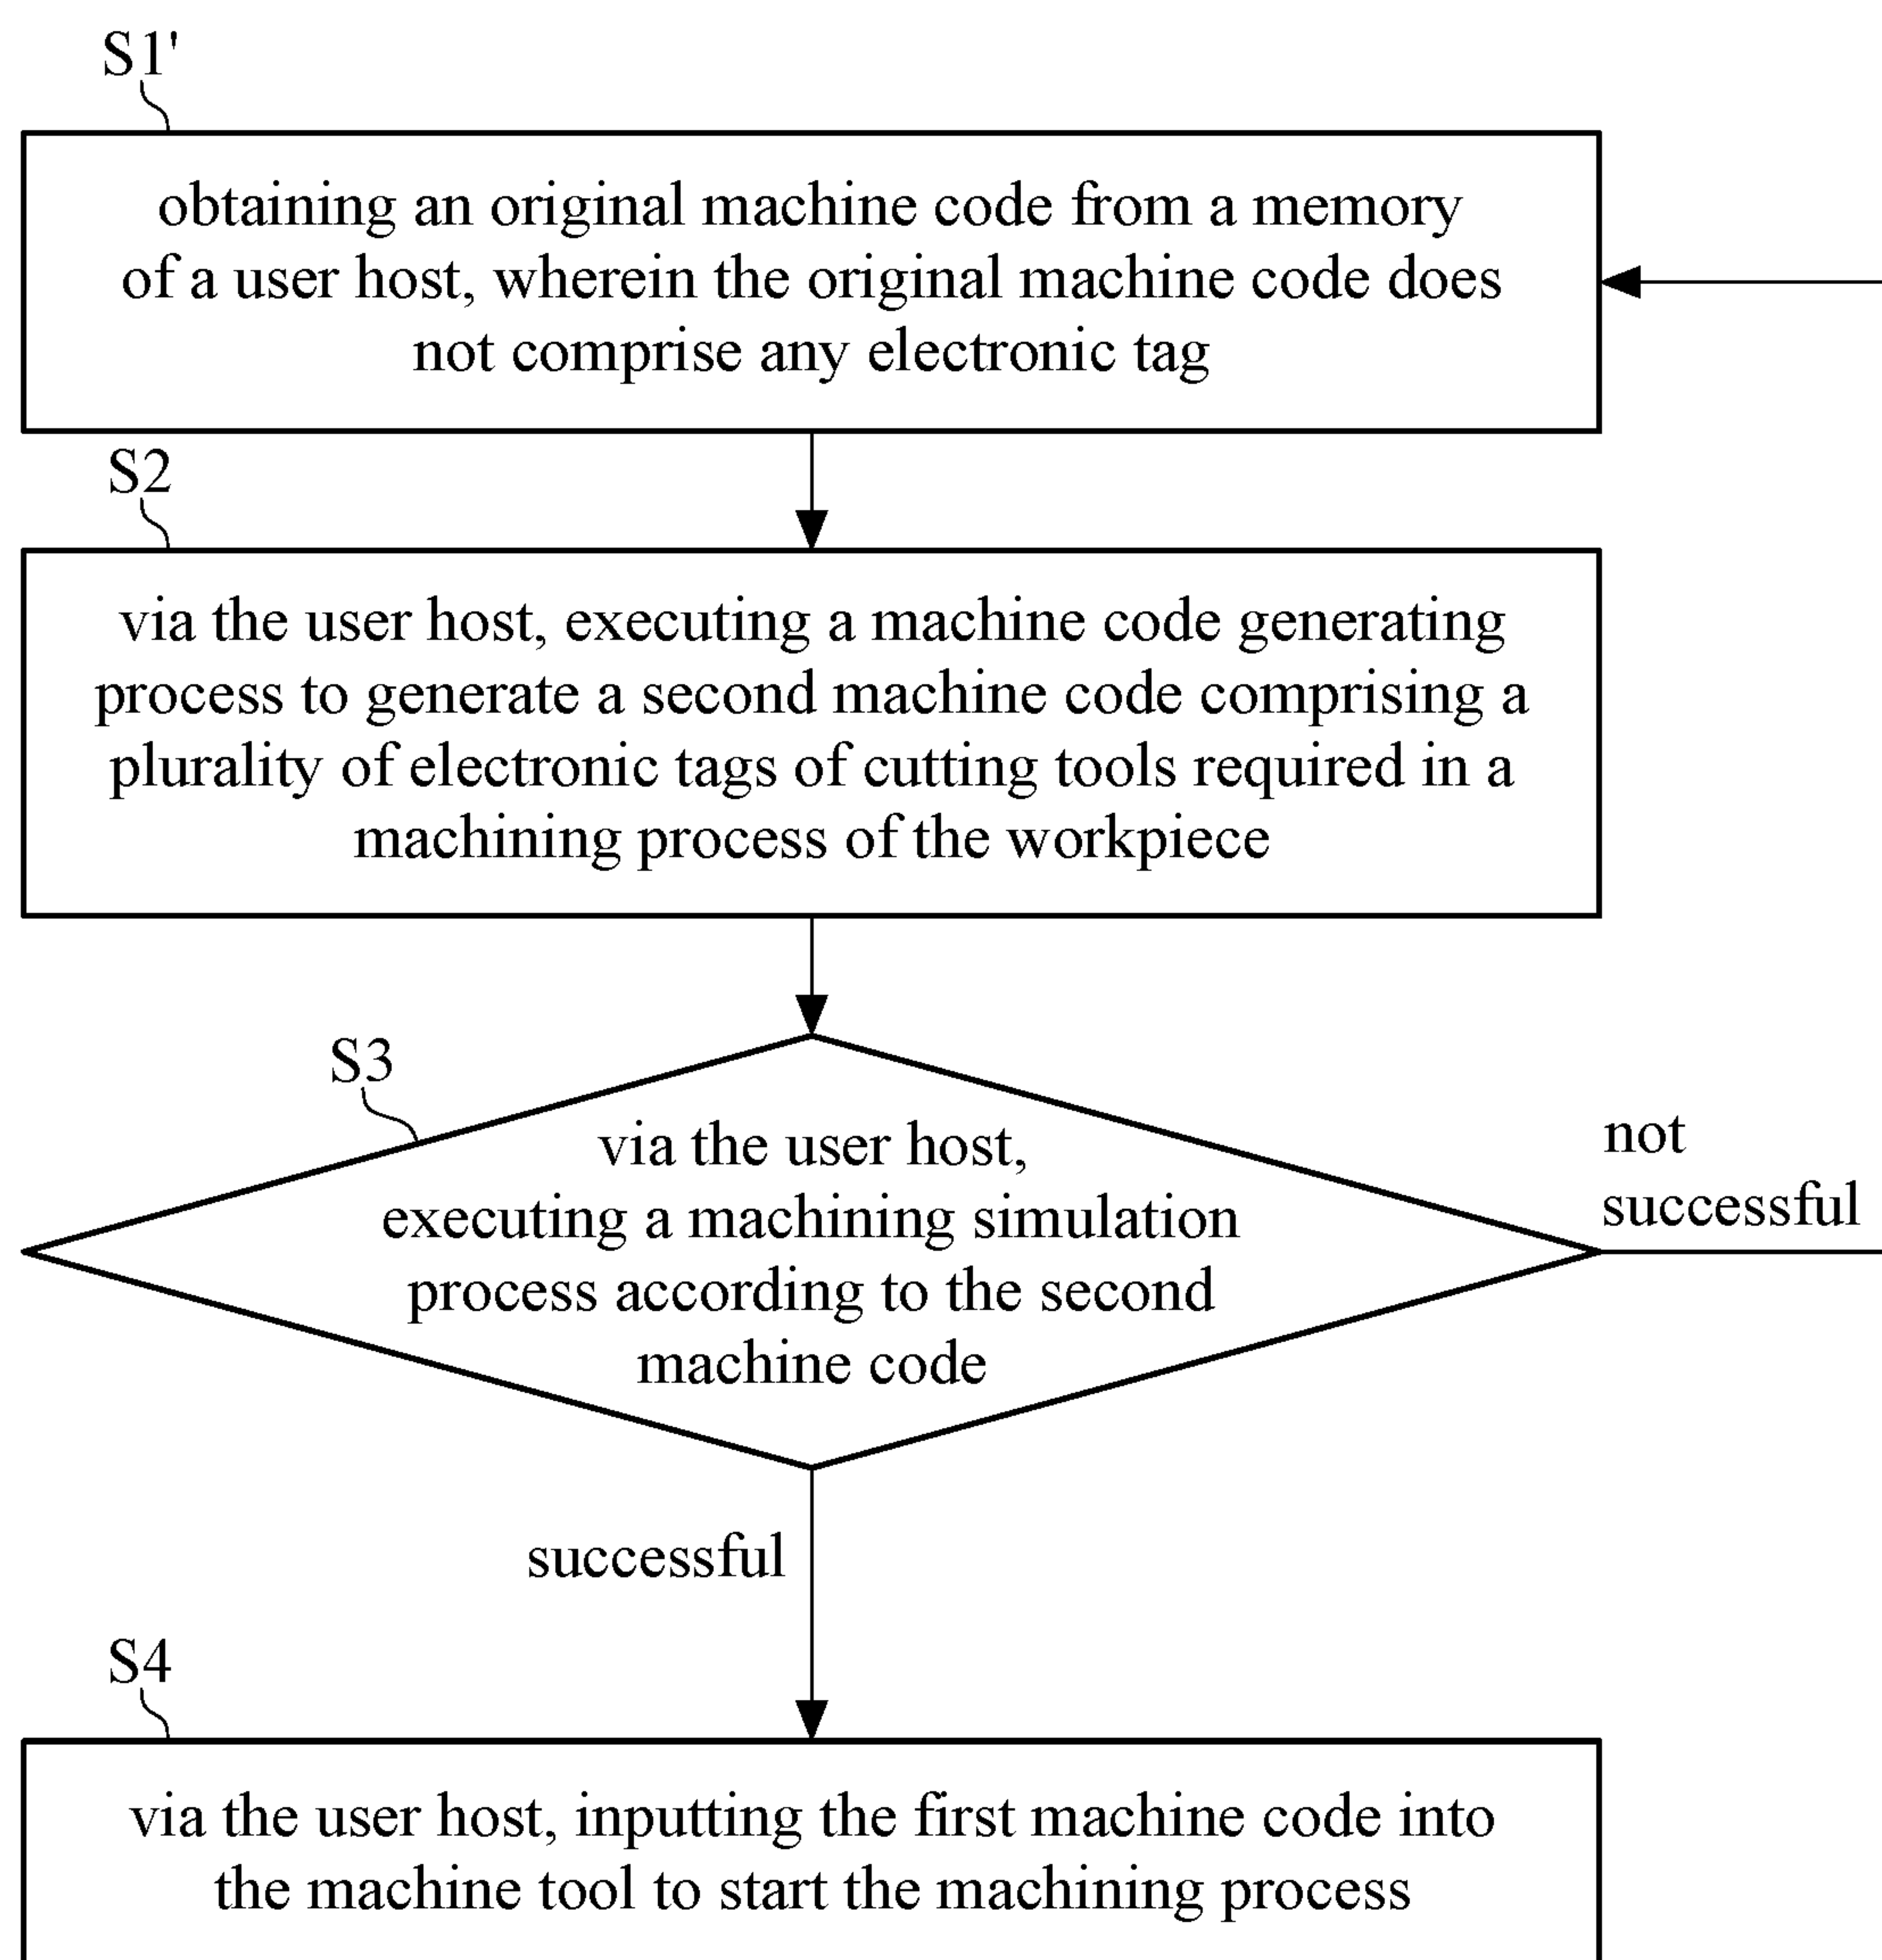 S1'
obtaining an original machine code from a memory
of a user host, wherein the original machine code does
not comprise any electronic tag
S2
via the user host, executing a machine code generating
process to generate a second machine code comprising a
plurality of electronic tags of cutting tools required in a
machining process of the workpiece
S3
via the user host,
executing a machining simulation
process according to the second
machine code
not
successful
successful
S4
via the user host, inputting the first machine code into
the machine tool to start the machining process